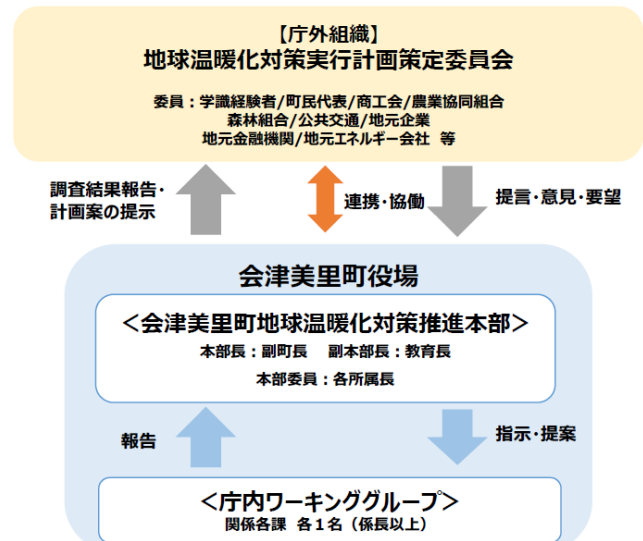 【庁外組織】
地球温暖化対策実行計画策定委員会
委員：学識経験者/町民代表/商工会/農業協同組合
森林組合/公共交通/地元企業
地元金融機関/地元エネルギー会社 等
調査結果報告・
計画案の提示
連携・協働
提言・意見・要望
会津美里町役場
＜会津美里町地球温暖化対策推進本部＞
本部長：副町長 副本部長：教育長
本部委員：各所属長
報告
指示・提案
＜庁内ワーキンググループ＞
関係各課 各１名（係長以上）